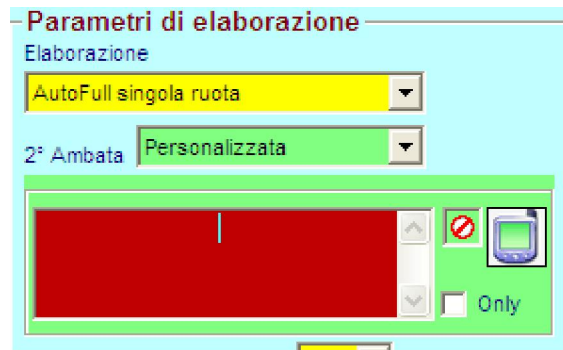 Parametri di elaborazione
Elaborazione
AutoFull singola ruota
2° Ambata Personalizzata
Only